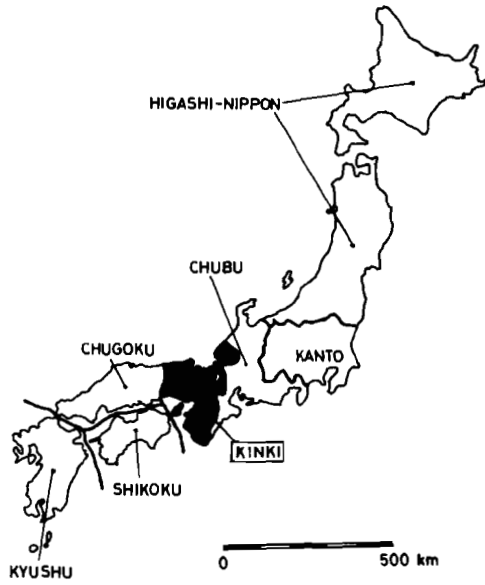 HIGASHI-NIPPON
CHUBU
CHUGOKU
KANTO
KINKI
SHIKOKU
KYUSHU
0 500 km